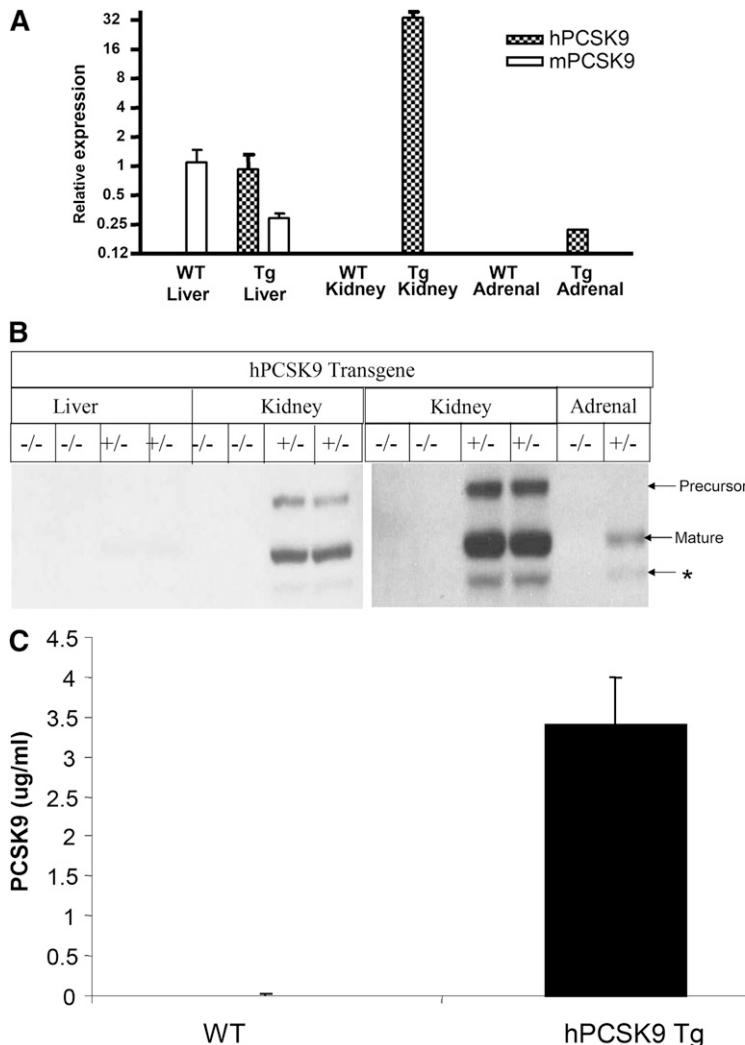 A
Relative expression
32
16
8
4
2
1
0.5
0.25
0.12
hPCSK9
mPCSK9
WT Tg WT Tg WT Tg
Liver Liver Kidney Kidney Adrenal Adrenal
B
hPCSK9 Transgene
Liver Kidney Kidney Adrenal
-/- -/- +/- +/- -/- -/- +/- +/- -/- -/- +/- +/- -/- +/-
Precursor
Mature
*
C
PCSK9 (ug/ml)
4.5
4
3.5
3
2.5
2
1.5
1
0.5
0
WT hPCSK9 Tg